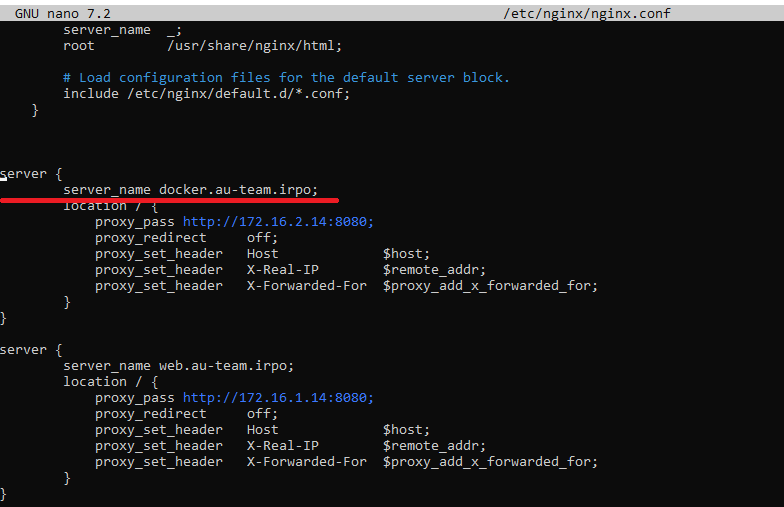 GNU nano 7.2 /etc/nginx/nginx.conf
server_name _;
root /usr/share/nginx/html;
# Load configuration files for the default server block.
include /etc/nginx/default.d/*.conf;
}
server {
server_name docker.au-team.irpo;
location / {
proxy_pass http://172.16.2.14:8080;
proxy_redirect off;
proxy_set_header Host $host;
proxy_set_header X-Real-IP $remote_addr;
proxy_set_header X-Forwarded-For $proxy_add_x_forwarded_for;
}
}
server {
server_name web.au-team.irpo;
location / {
proxy_pass http://172.16.1.14:8080;
proxy_redirect off;
proxy_set_header Host $host;
proxy_set_header X-Real-IP $remote_addr;
proxy_set_header X-Forwarded-For $proxy_add_x_forwarded_for;
}
}